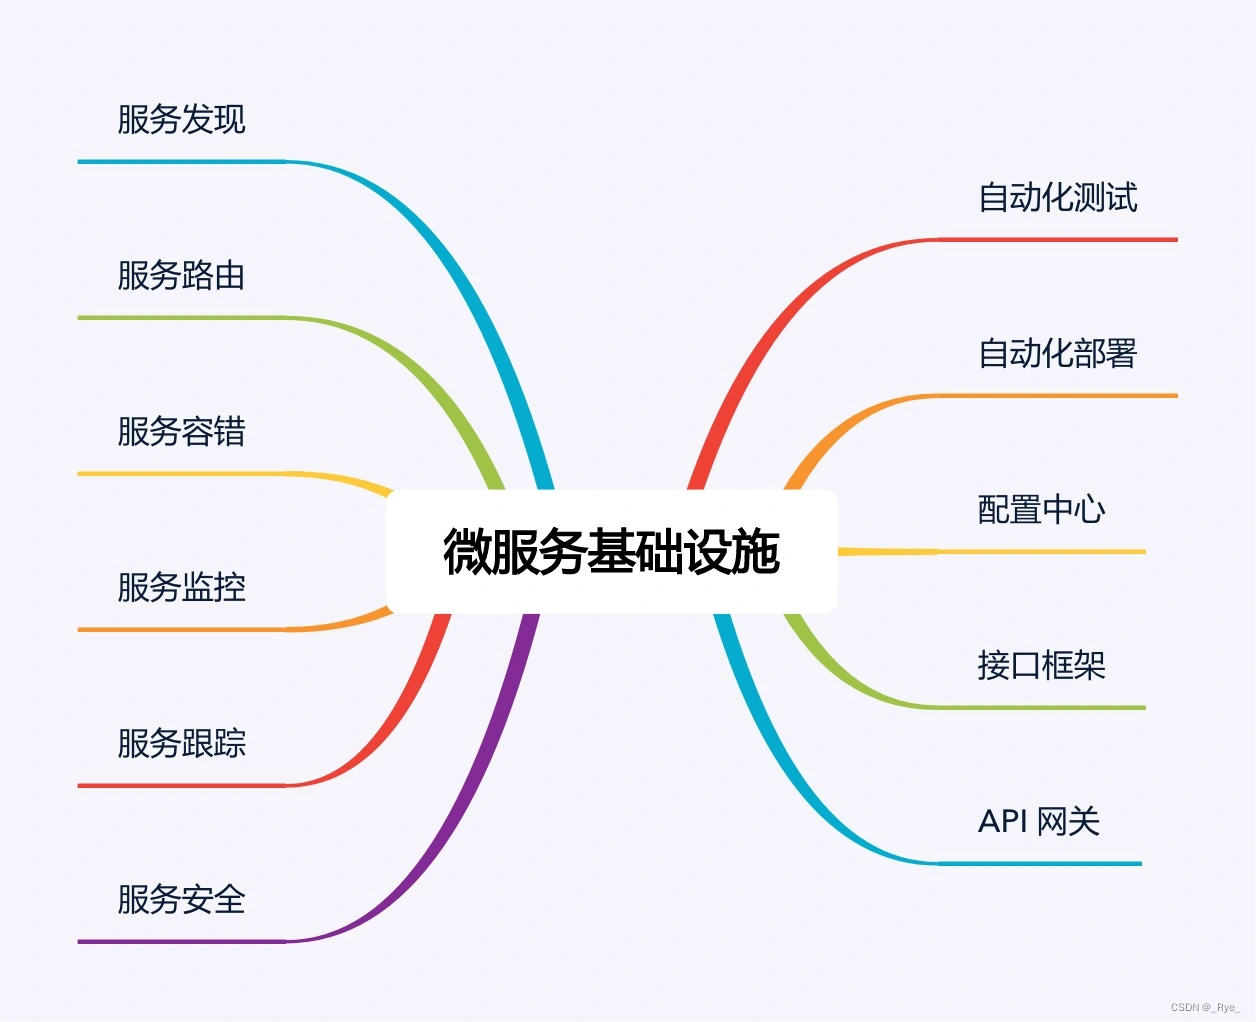 服务发现
服务路由
服务容错
服务监控
服务跟踪
服务安全
微服务基础设施
自动化测试
自动化部署
配置中心
接口框架
API 网关
CSDN @_Rye_